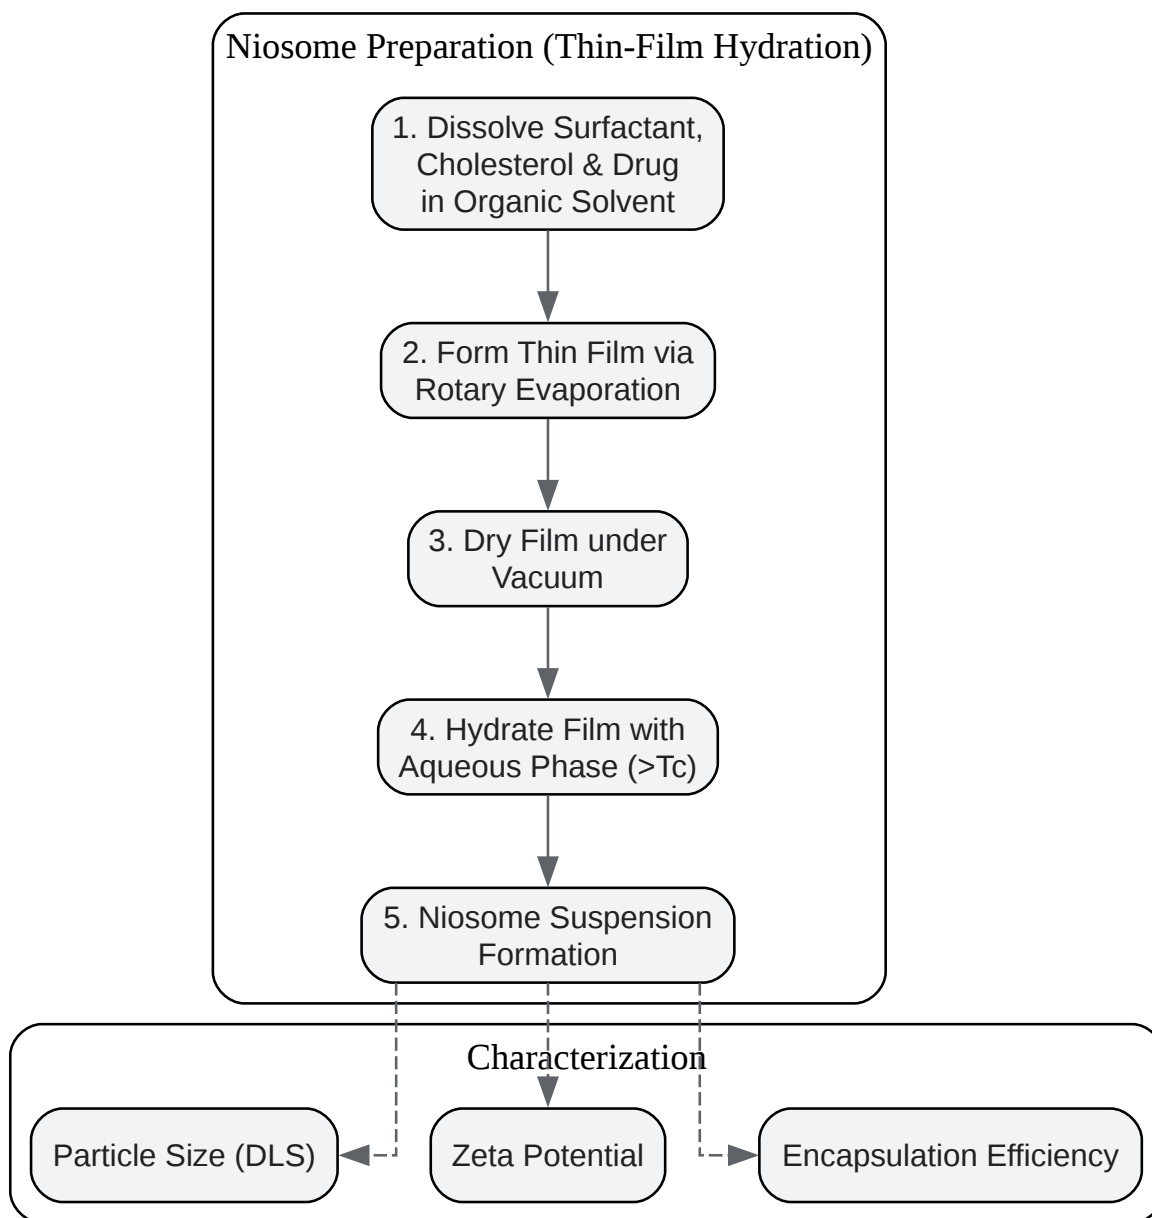 Niosome Preparation (Thin-Film Hydration)
1. Dissolve Surfactant,
Cholesterol & Drug
in Organic Solvent
2. Form Thin Film via
Rotary Evaporation
3. Dry Film under
Vacuum
4. Hydrate Film with
Aqueous Phase (>Tc)
5. Niosome Suspension
Formation
Characterization
Particle Size (DLS)
Zeta Potential
Encapsulation Efficiency